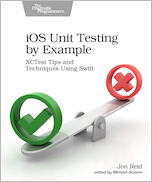 The Pragmatic
Programmers
iOS Unit Testing
by Example
XCTest Tips and
Techniques Using Swift
Jon Reid
edited by Michael Swaine